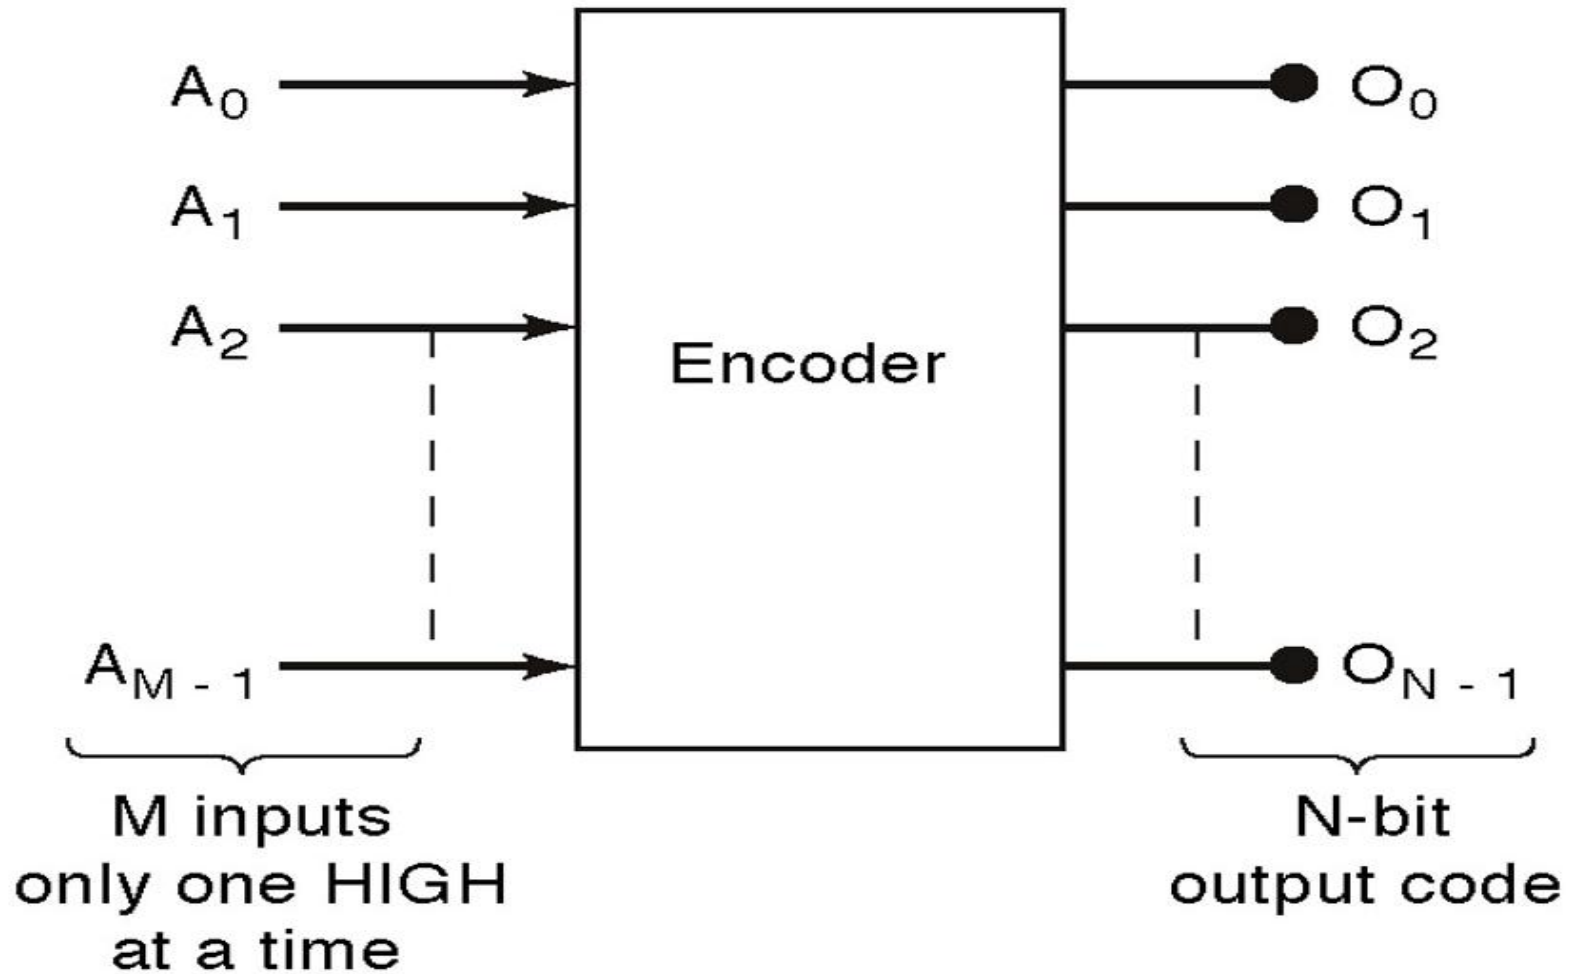 A0
A1
A2
AM - 1
M inputs
only one HIGH
at a time
Encoder
O0
O1
O2
ON - 1
N-bit
output code